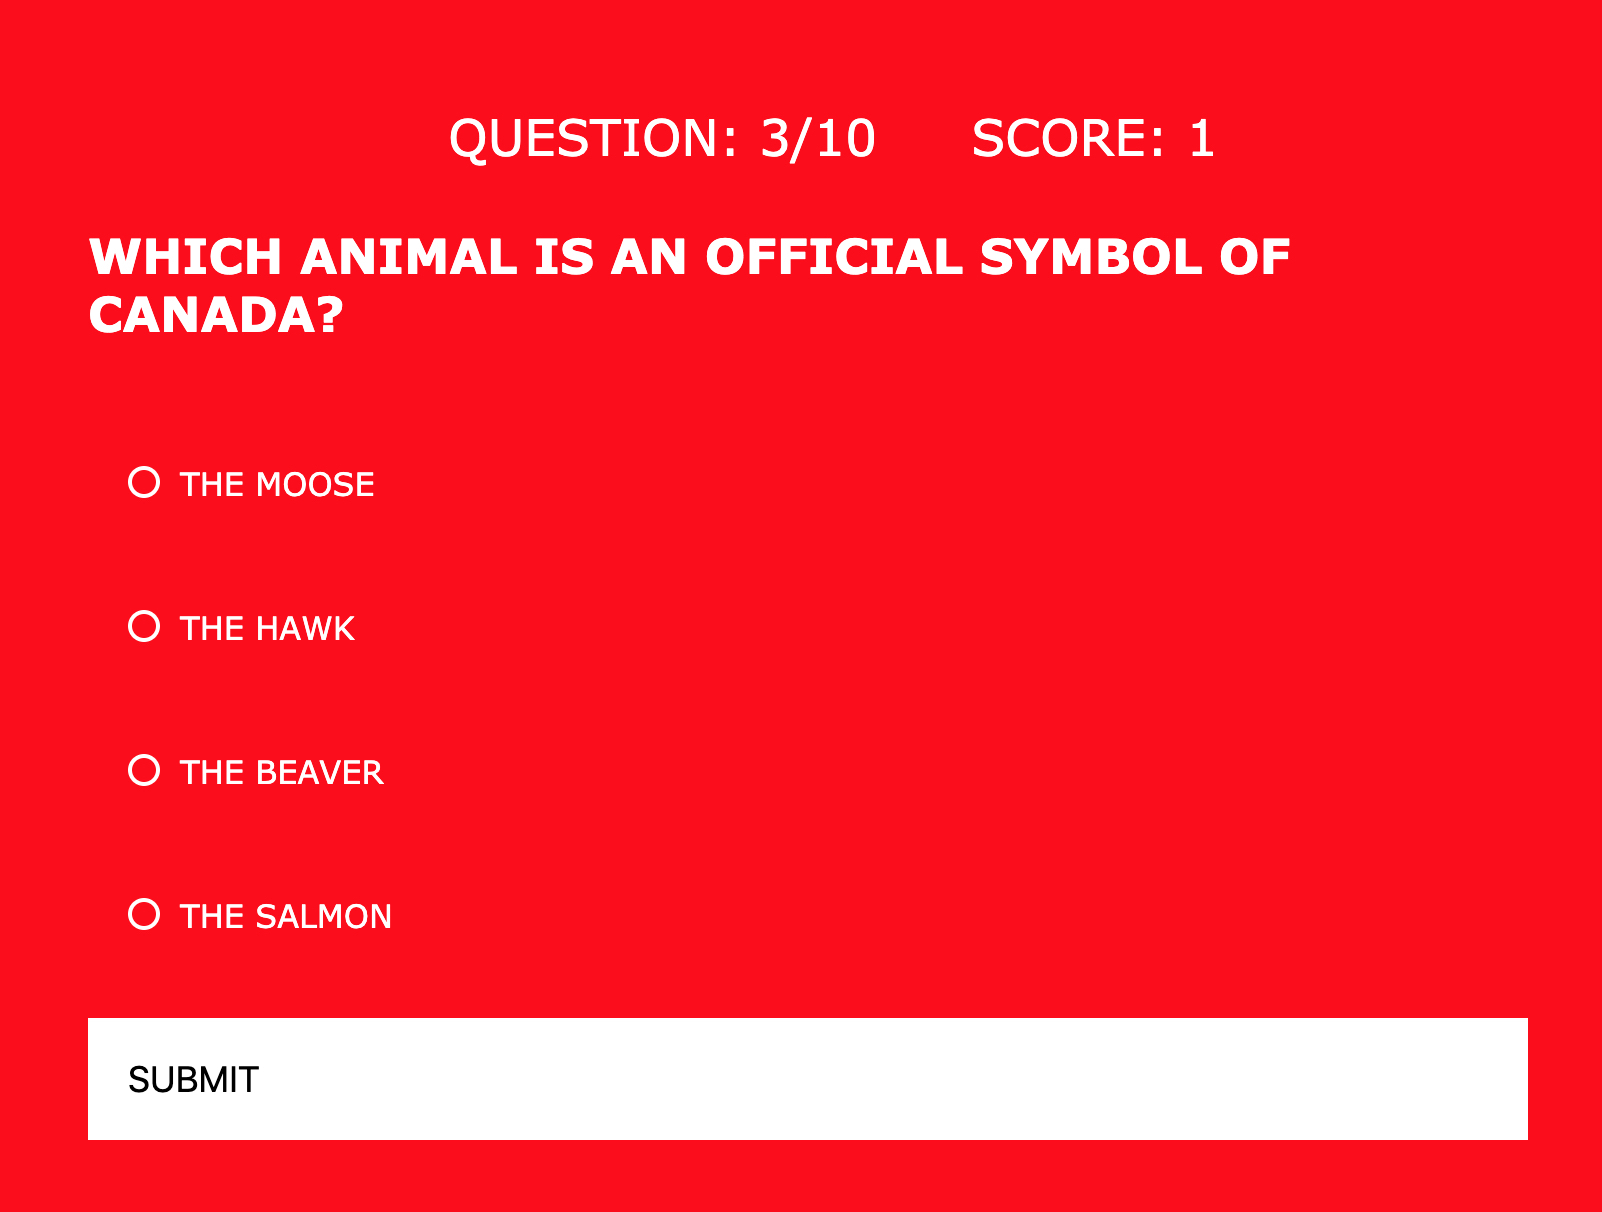 QUESTION: 3/10 SCORE: 1
WHICH ANIMAL IS AN OFFICIAL SYMBOL OF
CANADA?
THE MOOSE
THE HAWK
THE BEAVER
THE SALMON
SUBMIT